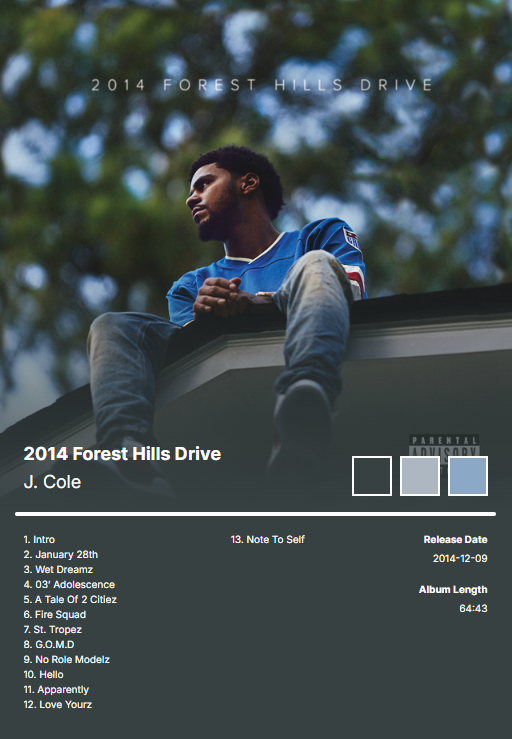 2014 FOREST HILLS DRIVE
PARENTAL
ADVISORY
2014 Forest Hills Drive
J. Cole
1. Intro
2. January 28th
3. Wet Dreamz
4. 03' Adolescence
5. A Tale Of 2 Citiez
6. Fire Squad
7. St. Tropez
8. G.O.M.D
9. No Role Modelz
10. Hello
11. Apparently
12. Love Yourz
13. Note To Self
Release Date
2014-12-09
Album Length
64:43